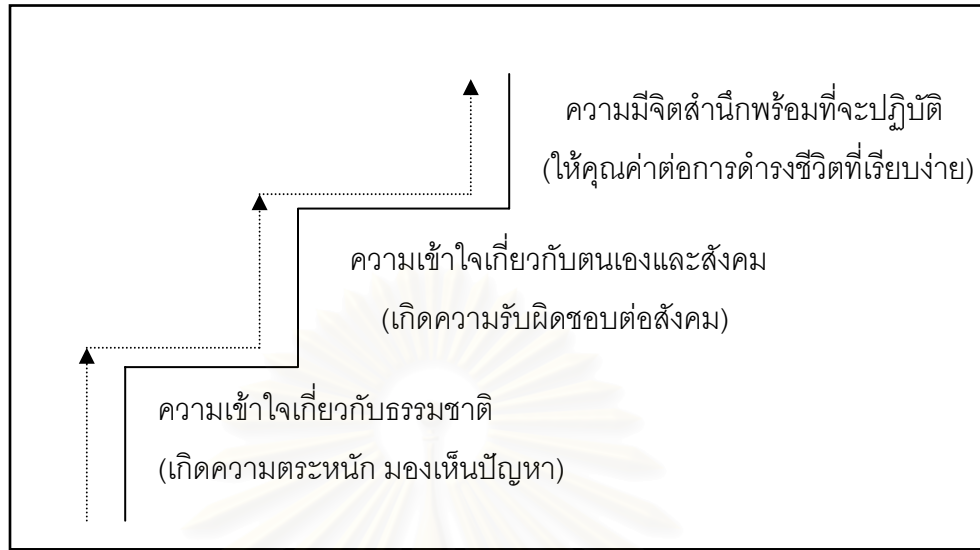 ความมีจิตสำนึกพร้อมที่จะปฏิบัติ
(ให้คุณค่าต่อการดำรงชีวิตที่เรียบง่าย)
ความเข้าใจเกี่ยวกับตนเองและสังคม
(เกิดความรับผิดชอบต่อสังคม)
ความเข้าใจเกี่ยวกับธรรมชาติ
(เกิดความตระหนัก มองเห็นปัญหา)